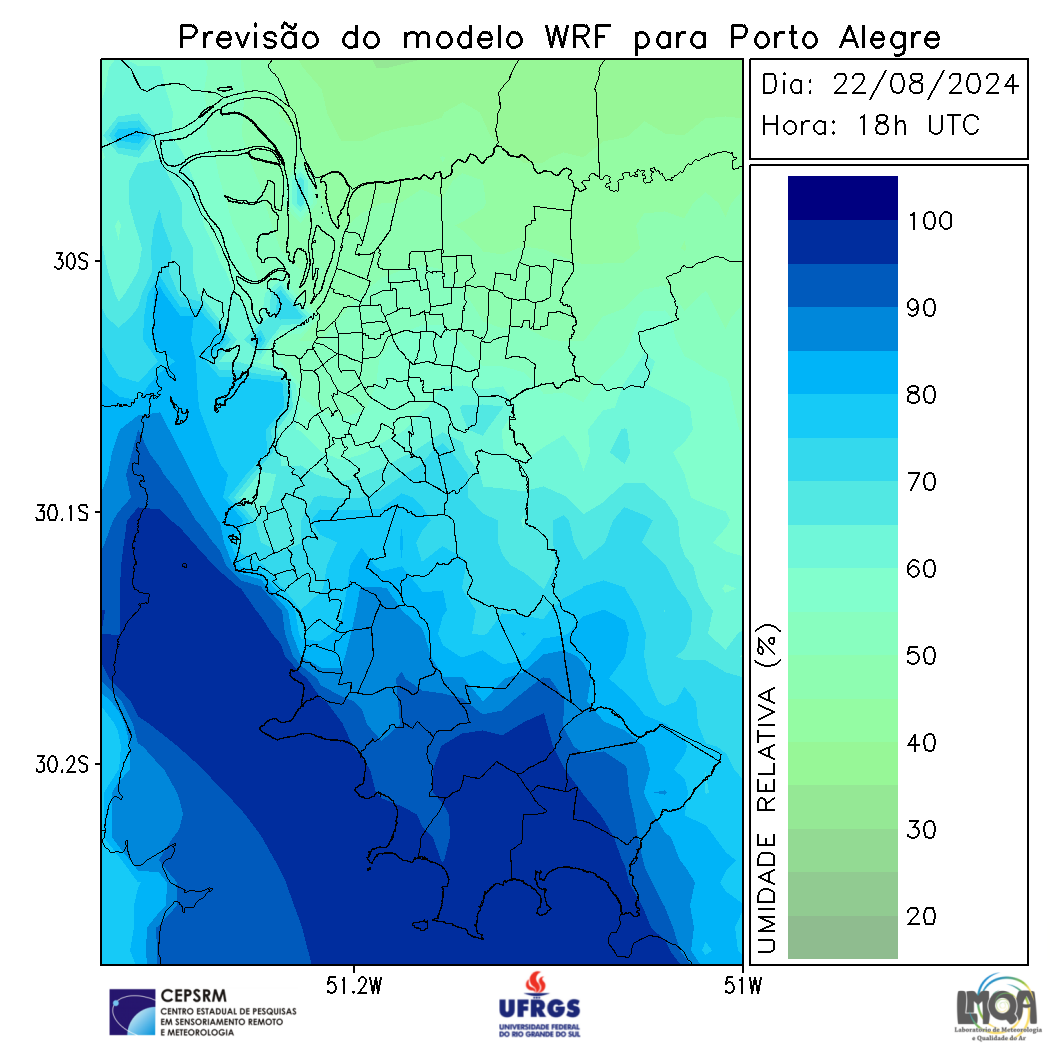 Previsão do modelo WRF para Porto Alegre
Dia: 22/08/2024
Hora: 18h UTC
30S
30.1S
30.2S
51.2W
51W
UMIDADE RELATIVA (%)
100
90
80
70
60
50
40
30
20
CEPSRM
CENTRO ESTADUAL DE PESQUISAS
EM SENSORIAMENTO REMOTO
E METEOROLOGIA
UFRGS
UNIVERSIDADE FEDERAL
DO RIO GRANDE DO SUL
LMQA
Laboratório de Meteorologia
e Qualidade do Ar